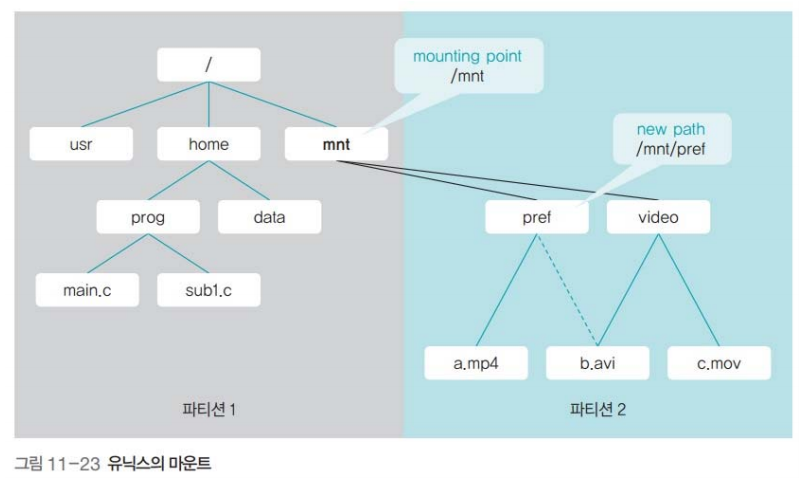 /
mounting point
/mnt
usr
home
mnt
new path
/mnt/pref
prog
data
pref
video
main.c
sub1.c
a.mp4
b.avi
c.mov
파티션 1
파티션 2
그림 11-23 유닉스의 마운트